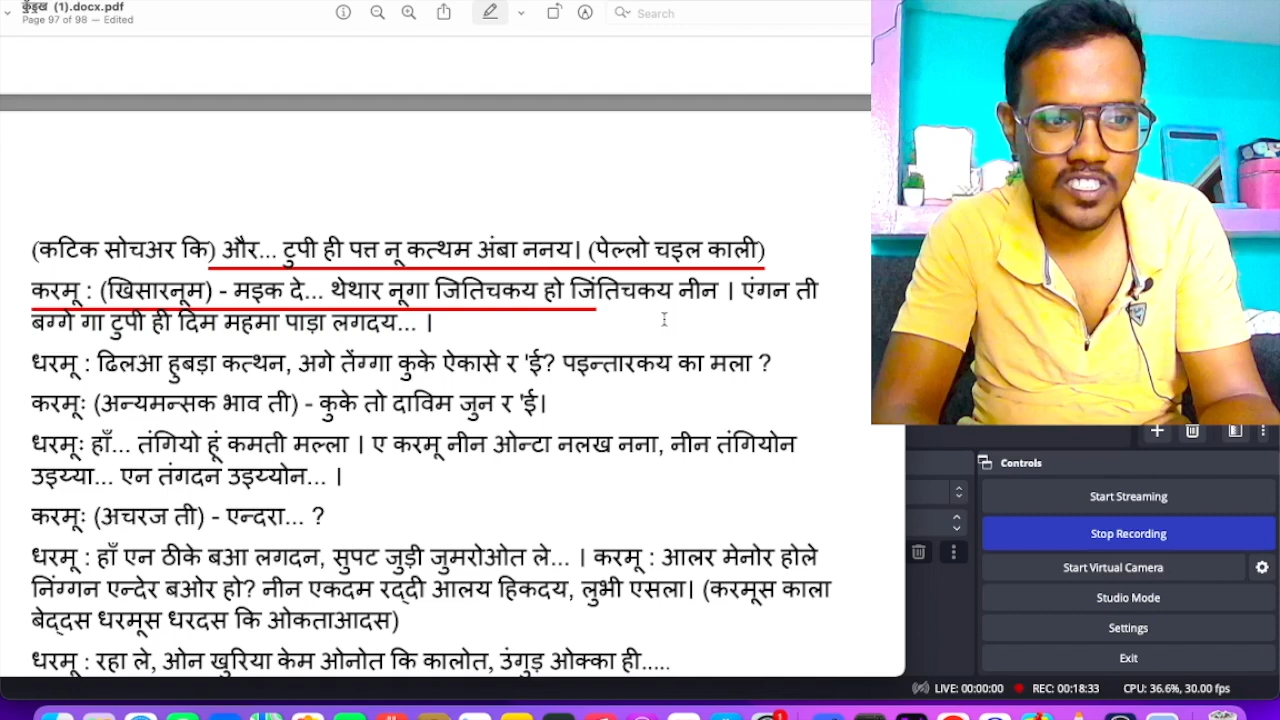 कुँड़ुख (1).docx.pdf
Page 97 of 98 – Edited
Search
(कटिक सोचअर कि) और... टुपी ही पत्त नू कत्थम अंबा ननय। (पेल्लो चइल काली)
करमू : (खिसारनूम) - मइक दे... थेथार नूगा जितिचकय हो जिंतिचकय नीन । एंगन ती
बग्गे गा टुपी ही दिम महमा पाड़ा लगदय... ।
धरमू : ढिलआ हुबड़ा कत्थन, अगे तेंग्गा कुके ऐकासे र 'ई? पइन्तारकय का मला ?
करमूः (अन्यमन्सक भाव ती) - कुके तो दाविम जुन र 'ई।
धरमूः हाँ... तंगियो हूं कमती मल्ला । ए करमू नीन ओन्टा नलख नना, नीन तंगियोन
उइय्या... एन तंगदन उइय्योन... ।
करमूः (अचरज ती) - एन्दरा... ?
धरमू : हाँ एन ठीके बआ लगदन, सुपट जुड़ी जुमरोओत ले... । करमू : आलर मेनोर होले
निंग्गन एन्देर बओर हो? नीन एकदम रद्दी आलय हिकदय, लुभी एसला। (करमूस काला
बेद्दस धरमूस धरदस कि ओकताआदस)
धरमू : रहा ले, ओन खुरिया केम ओनोत कि कालोत, उंगुड़ ओक्का ही.....
Controls
Start Streaming
Stop Recording
Start Virtual Camera
Studio Mode
Settings
Exit
LIVE: 00:00:00 REC: 00:18:33 CPU: 36.6%, 30.00 fps